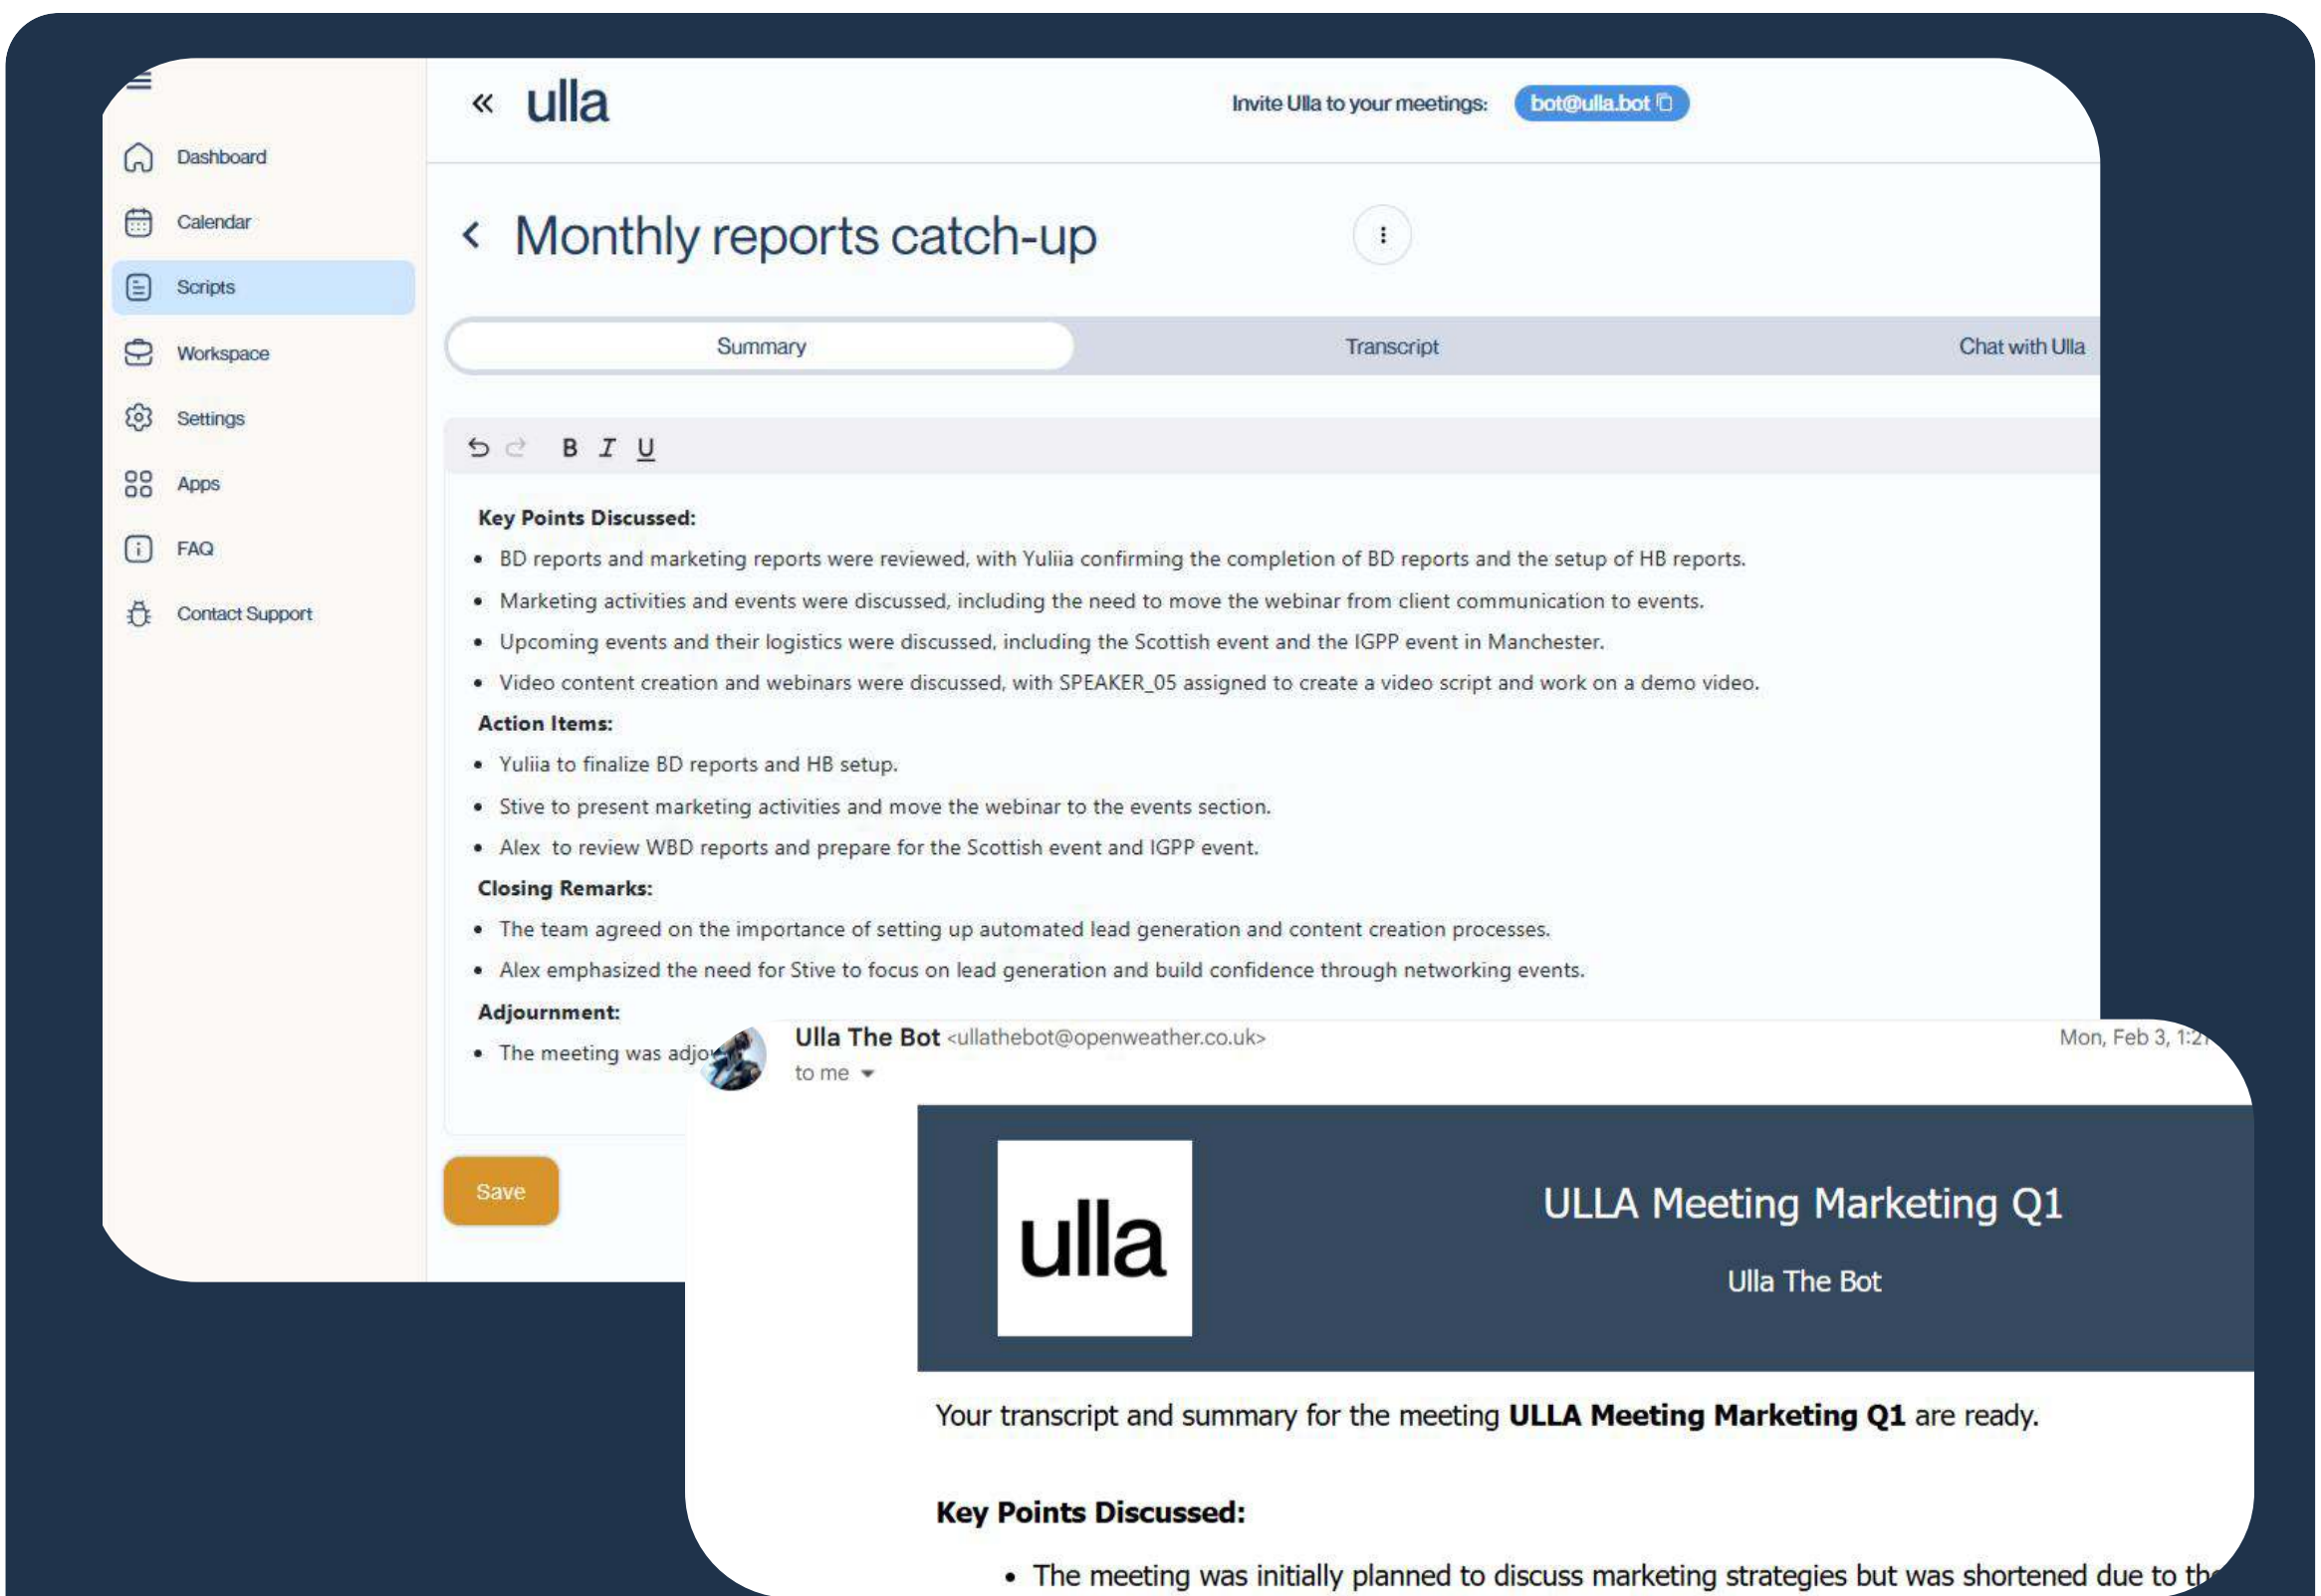 ulla
Invite Ulla to your meetings: bot@ulla.bot
Dashboard
Calendar
Scripts
Workspace
Settings
Apps
FAQ
Contact Support
Monthly reports catch-up
Summary Transcript Chat with Ulla
B I U
Key Points Discussed:
• BD reports and marketing reports were reviewed, with Yuliia confirming the completion of BD reports and the setup of HB reports.
• Marketing activities and events were discussed, including the need to move the webinar from client communication to events.
• Upcoming events and their logistics were discussed, including the Scottish event and the IGPP event in Manchester.
• Video content creation and webinars were discussed, with SPEAKER_05 assigned to create a video script and work on a demo video.
Action Items:
• Yuliia to finalize BD reports and HB setup.
• Stive to present marketing activities and move the webinar to the events section.
• Alex to review WBD reports and prepare for the Scottish event and IGPP event.
Closing Remarks:
• The team agreed on the importance of setting up automated lead generation and content creation processes.
• Alex emphasized the need for Stive to focus on lead generation and build confidence through networking events.
Adjournment:
• The meeting was
Save
Ulla The Bot <ullathebot@openweather.co.uk> Mon, Feb 3,
to me
ulla
ULLA Meeting Marketing Q1
Ulla The Bot
Your transcript and summary for the meeting ULLA Meeting Marketing Q1 are ready.
Key Points Discussed:
• The meeting was initially planned to discuss marketing strategies but was shortened due to